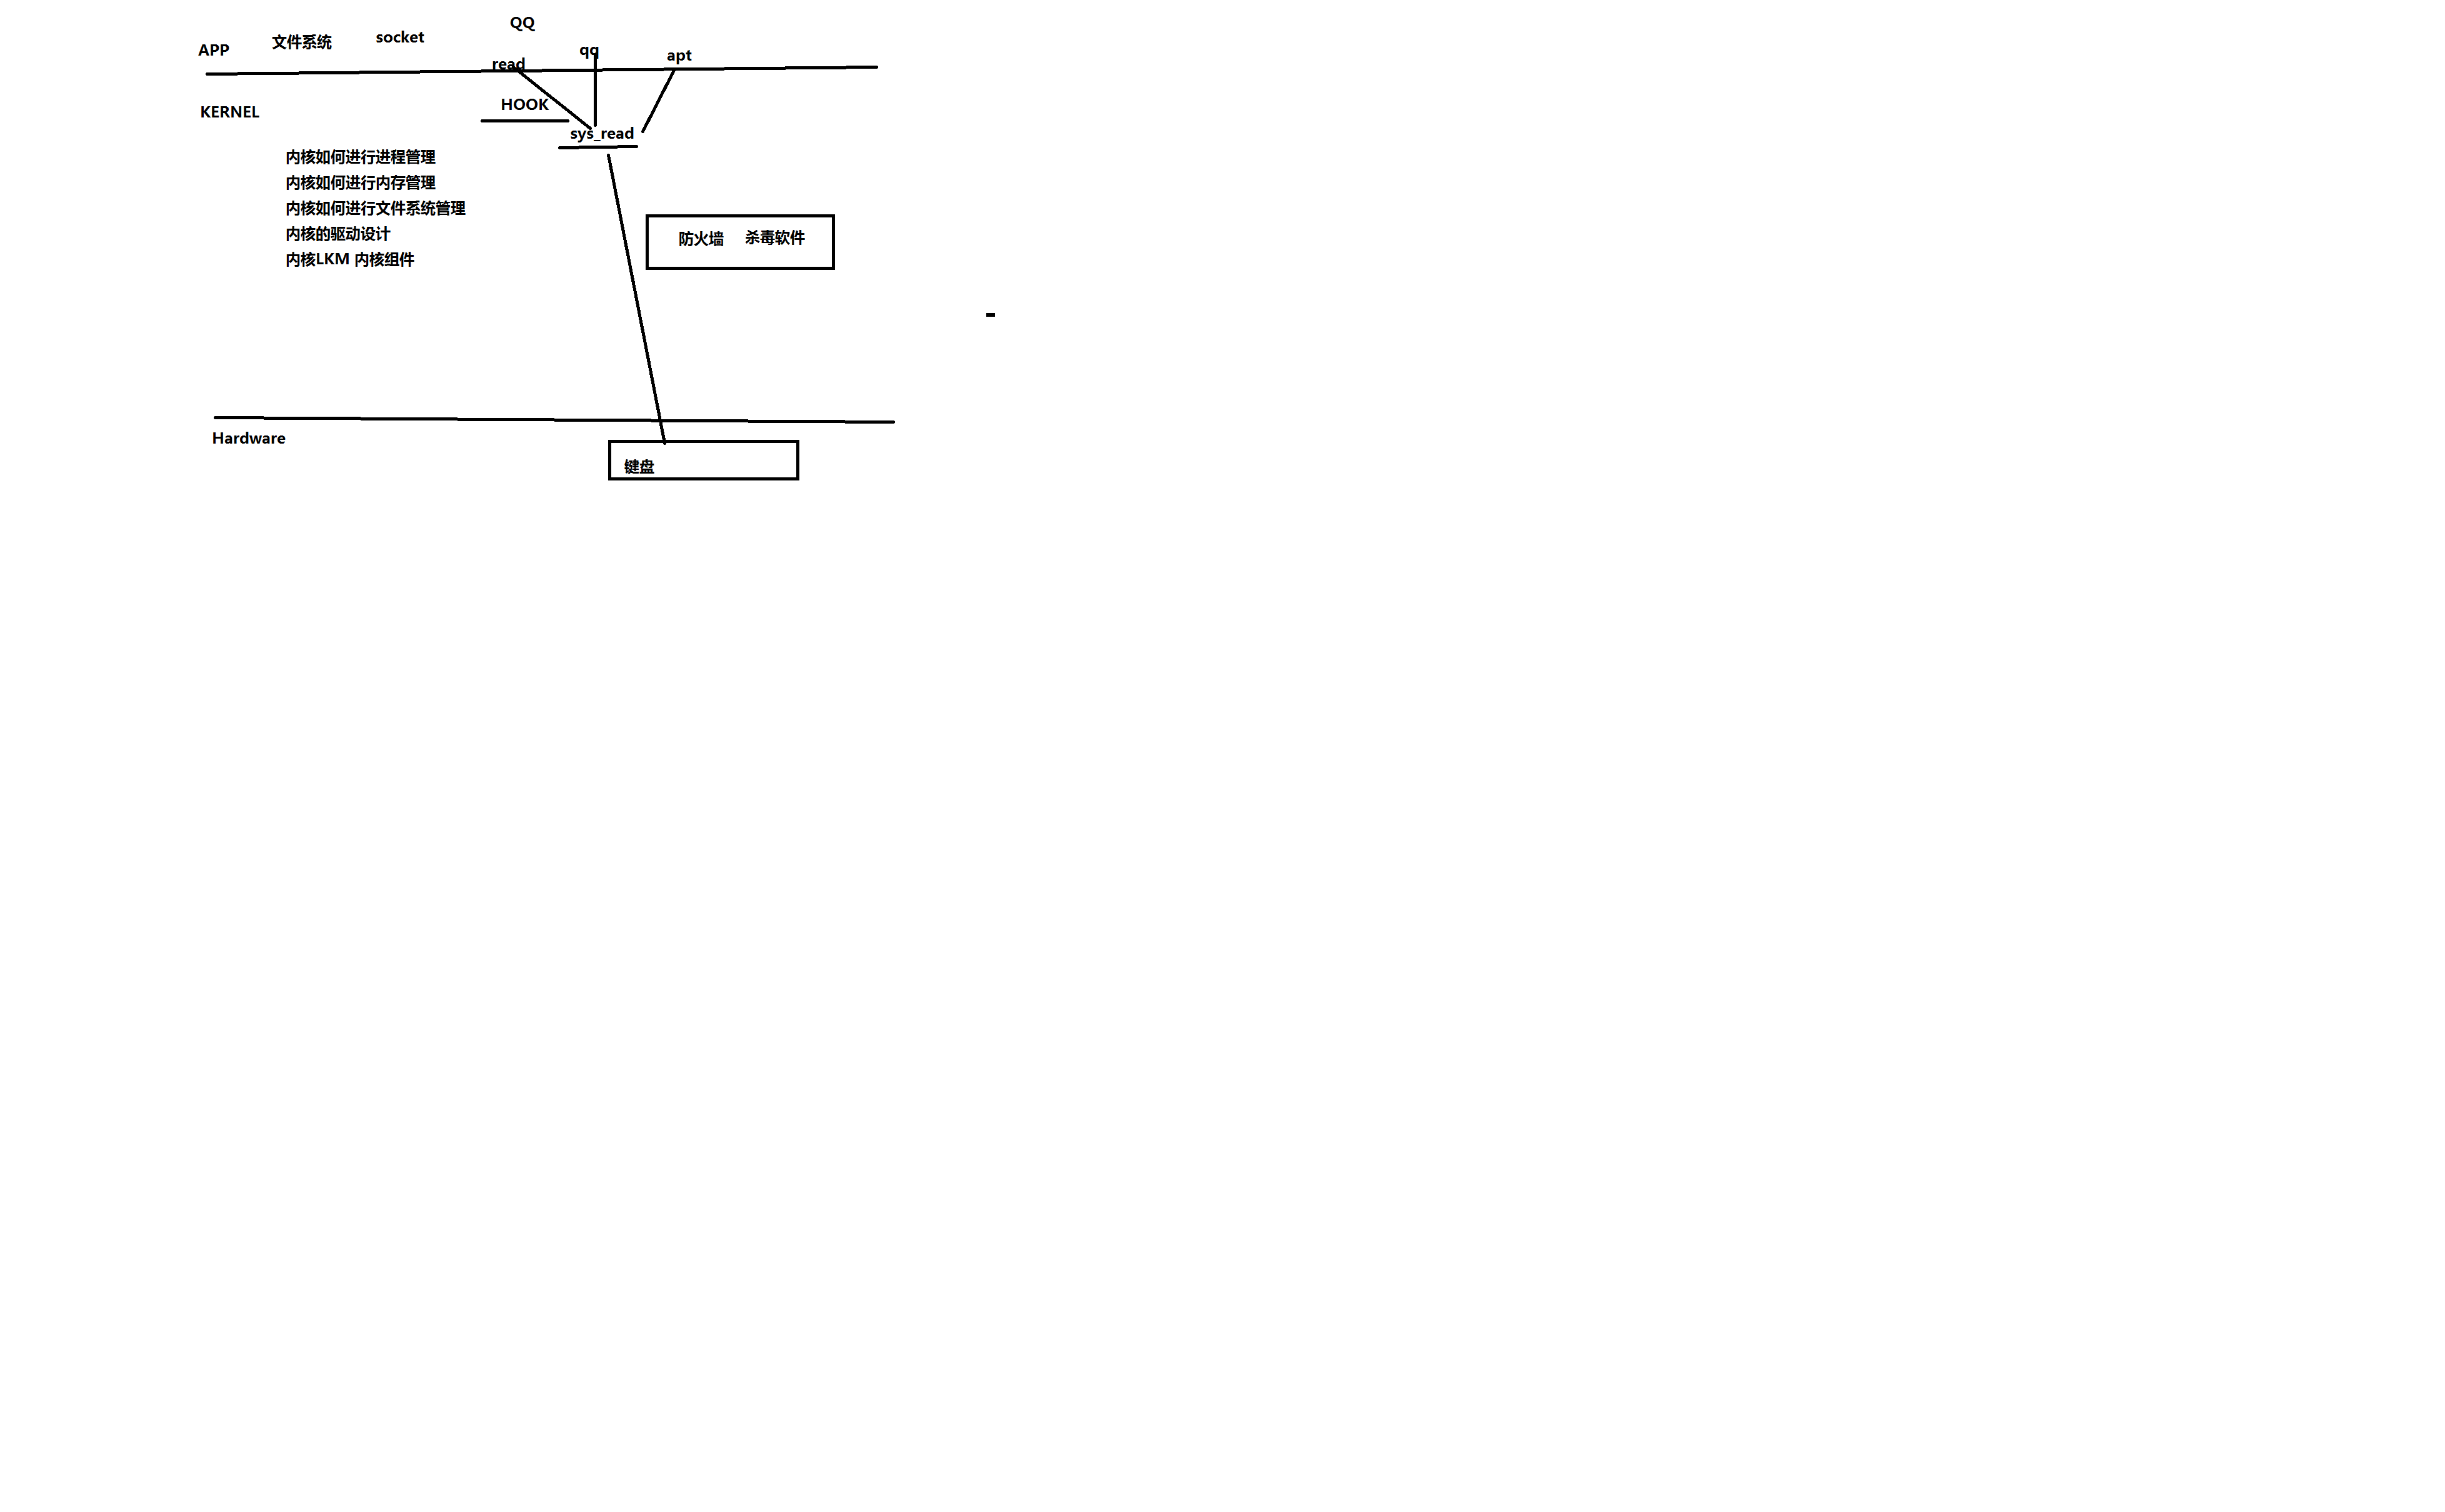 QQ
文件系统 socket
APP read qq apt
HOOK
KERNEL
sys_read
内核如何进行进程管理
内核如何进行内存管理
内核如何进行文件系统管理
内核的驱动设计
内核LKM 内核组件
防火墙 杀毒软件
Hardware
键盘